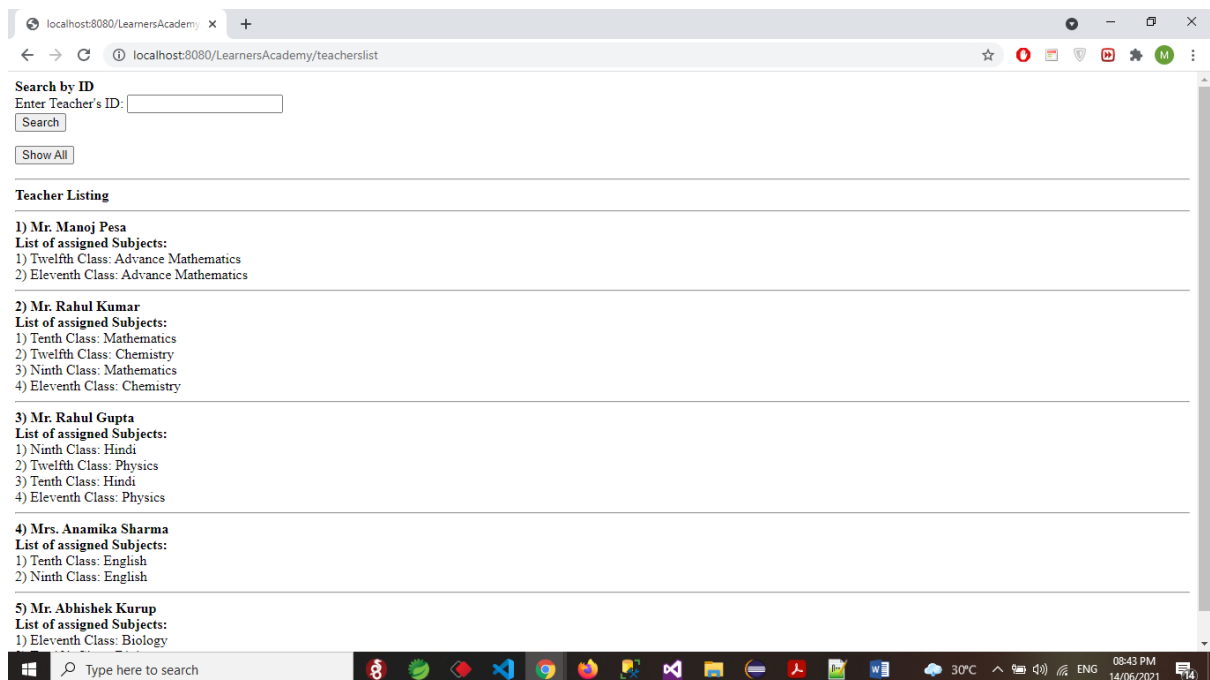 localhost:8080/LearnersAcademy
localhost:8080/LearnersAcademy/teacherslist
M
Search by ID
Enter Teacher's ID:
Search
Show All
Teacher Listing
1) Mr. Manoj Pesa
List of assigned Subjects:
1) Twelfth Class: Advance Mathematics
2) Eleventh Class: Advance Mathematics
2) Mr. Rahul Kumar
List of assigned Subjects:
1) Tenth Class: Mathematics
2) Twelfth Class: Chemistry
3) Ninth Class: Mathematics
4) Eleventh Class: Chemistry
3) Mr. Rahul Gupta
List of assigned Subjects:
1) Ninth Class: Hindi
2) Twelfth Class: Physics
3) Tenth Class: Hindi
4) Eleventh Class: Physics
4) Mrs. Anamika Sharma
List of assigned Subjects:
1) Tenth Class: English
2) Ninth Class: English
5) Mr. Abhishek Kurup
List of assigned Subjects:
1) Eleventh Class: Biology
Type here to search
30°C
ENG
08:43 PM
14/06/2021
14